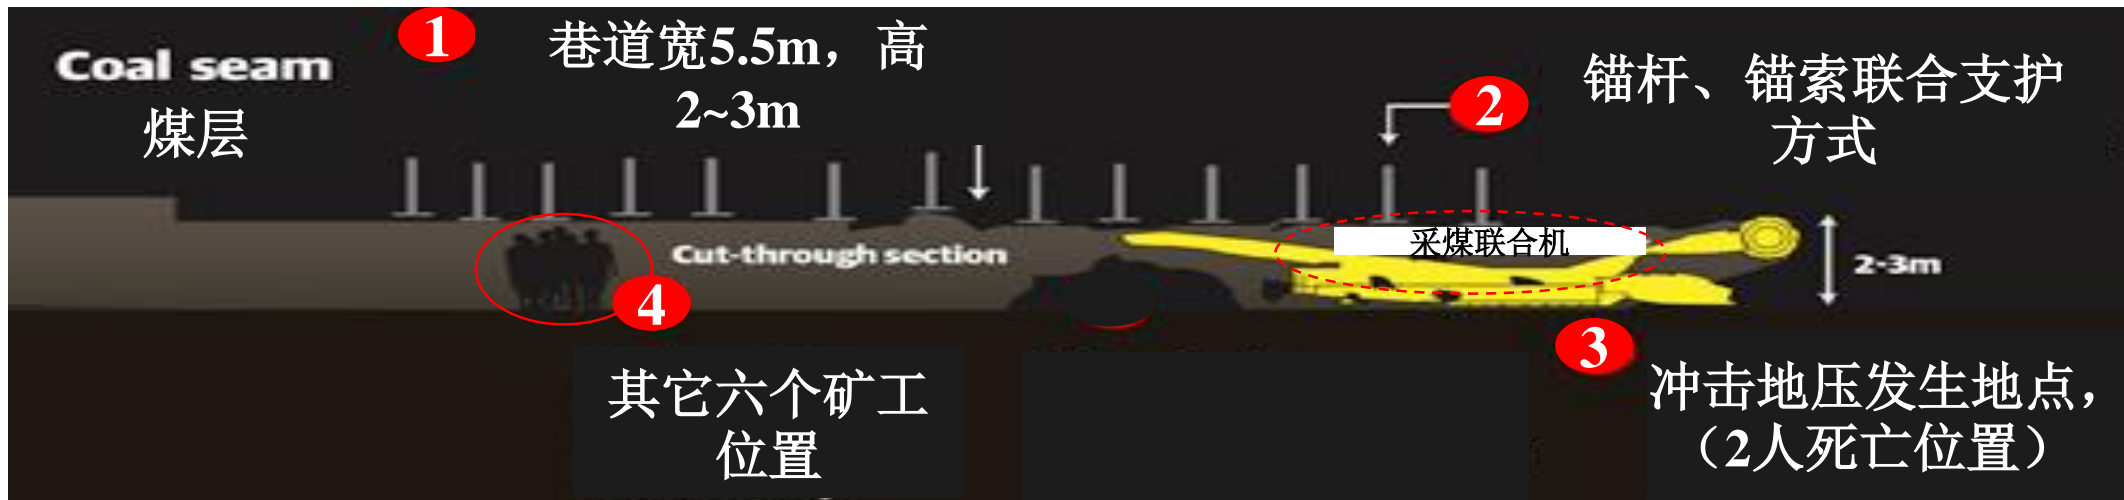 1
巷道宽5.5m，高
2~3m
Coal seam
煤层
2
锚杆、锚索联合支护
方式
采煤联合机
Cut-through section
2-3m
4
3
其它六个矿工
位置
冲击地压发生地点，
（2人死亡位置）